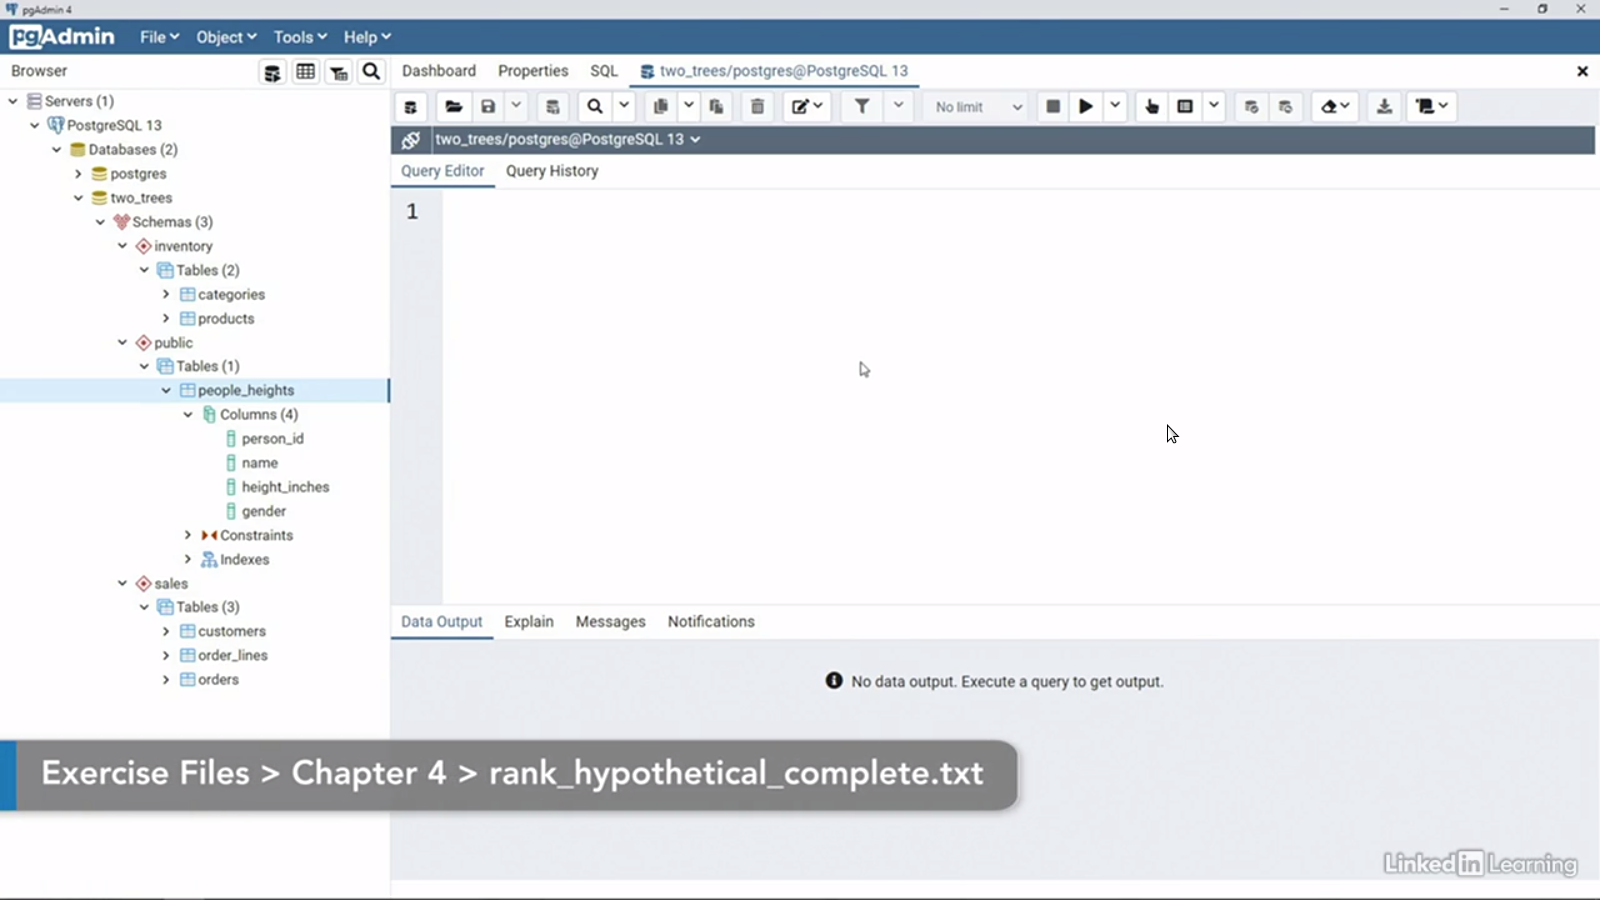 pgAdmin 4
pgAdmin File Object Tools Help
Browser
Dashboard Properties SQL two_trees/postgres@PostgreSQL 13
No limit
two_trees/postgres@PostgreSQL 13
Query Editor Query History
1
Servers (1)
PostgreSQL 13
Databases (2)
postgres
two_trees
Schemas (3)
inventory
Tables (2)
categories
products
public
Tables (1)
people_heights
Columns (4)
person_id
name
height_inches
gender
Constraints
Indexes
sales
Tables (3)
customers
order_lines
orders
Data Output Explain Messages Notifications
No data output. Execute a query to get output.
Exercise Files > Chapter 4 > rank_hypothetical_complete.txt
Linked in Learning